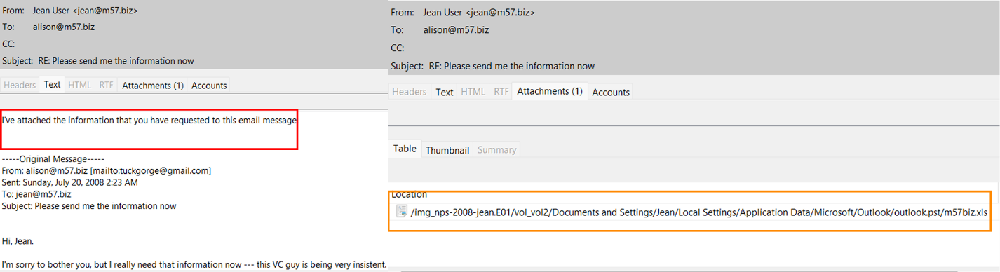 From: Jean User <jean@m57.biz>
To: alison@m57.biz
CC:
Subject: RE: Please send me the information now
Headers Text HTML RTF Attachments (1) Accounts
I've attached the information that you have requested to this email message
-----Original Message-----
From: alison@m57.biz [mailto:tuckgorge@gmail.com]
Sent: Sunday, July 20, 2008 2:23 AM
To: jean@m57.biz
Subject: Please send me the information now
Hi, Jean.
I'm sorry to bother you, but I really need that information now --- this VC guy is being very insistent.
From: Jean User <jean@m57.biz>
To: alison@m57.biz
CC:
Subject: RE: Please send me the information now
Headers Text HTML RTF Attachments (1) Accounts
Table Thumbnail Summary
Location
/img_nps-2008-jean.E01/vol_vol2/Documents and Settings/Jean/Local Settings/Application Data/Microsoft/Outlook/outlook.pst/m57biz.xls